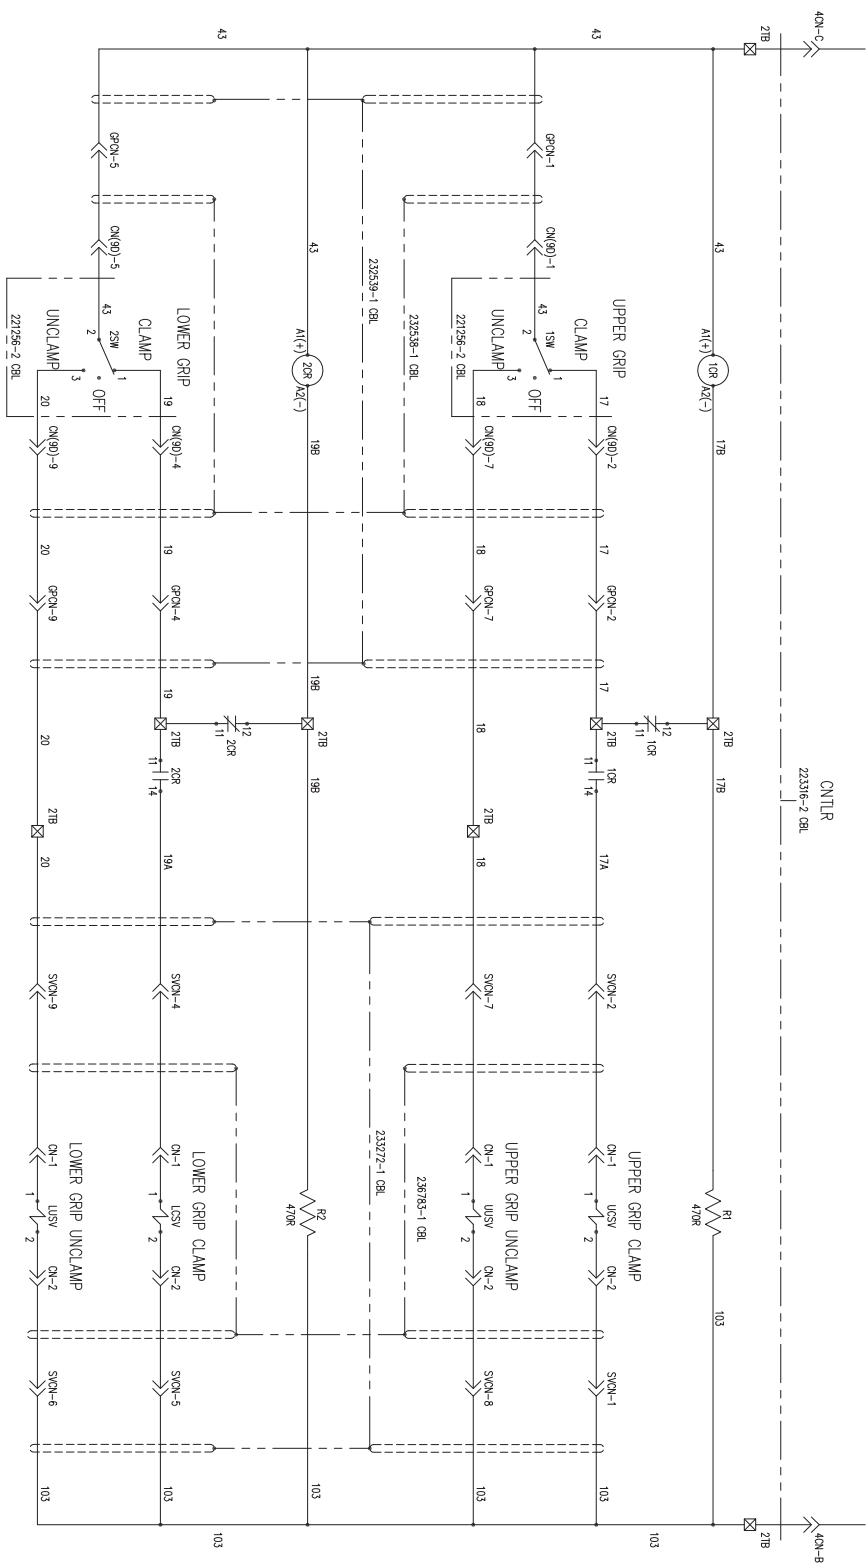 4CN-C
4CN-B
2TB
2TB
CNTLR
223316-2 CBL
43
A1(+)
1CR
A2(-)
17B
2TB
17B
R1
470R
103
12
1CR
11
UPPER GRIP
CLAMP
UNCLAMP
UPPER GRIP CLAMP
43
17
CN(9D)-2
17
GPCN-2
17
2TB
1CR
11
14
17A
SVCN-2
CN-1
1
UCSV
2
CN-2
SVCN-1
103
103
GPCN-1
CN(9D)-1
43
1SW
2
1
OFF
3
221256-2 CBL
UPPER GRIP UNCLAMP
18
CN(9D)-7
18
GPCN-7
18
2TB
18
SVCN-7
CN-1
1
UUSV
2
CN-2
SVCN-8
103
232538-1 CBL
236783-1 CBL
232539-1 CBL
233272-1 CBL
43
A1(+)
2CR
A2(-)
19B
19B
2TB
19B
R2
470R
103
12
2CR
11
43
LOWER GRIP
CLAMP
UNCLAMP
LOWER GRIP CLAMP
19
CN(9D)-4
19
GPCN-4
19
2TB
2CR
11
14
19A
SVCN-4
CN-1
1
LCSV
2
CN-2
SVCN-5
103
103
GPCN-5
CN(9D)-5
43
2SW
2
1
OFF
3
221256-2 CBL
LOWER GRIP UNCLAMP
20
CN(9D)-9
20
GPCN-9
20
2TB
20
SVCN-9
CN-1
1
LUSV
2
CN-2
SVCN-6
103